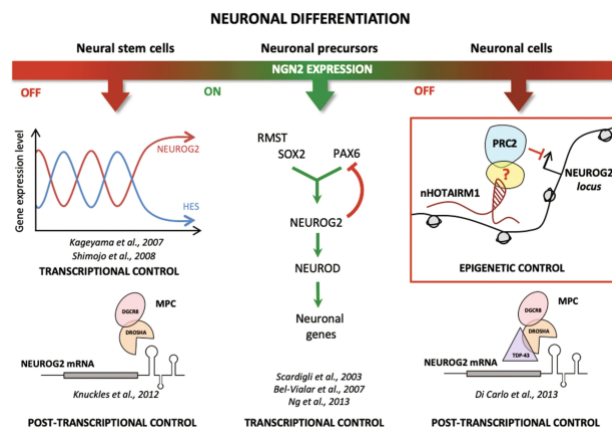 NEURONAL DIFFERENTIATION
Neural stem cells
Neuronal precursors
Neuronal cells
NGN2 EXPRESSION
OFF
ON
OFF
Gene expression level
NEUROG2
HES
Kageyama et al., 2007
Shimojo et al., 2008
TRANSCRIPTIONAL CONTROL
MPC
DGCR8
DROSHA
NEUROG2 mRNA
Knuckles et al., 2012
POST-TRANSCRIPTIONAL CONTROL
RMST
SOX2
PAX6
NEUROG2
NEUROD
Neuronal
genes
Scardigli et al., 2003
Bel-Vialar et al., 2007
Ng et al., 2013
TRANSCRIPTIONAL CONTROL
PRC2
?
NEUROG2
locus
nHOTAIRM1
EPIGENETIC CONTROL
MPC
DGCR8
DROSHA
TDP-43
NEUROG2 mRNA
Di Carlo et al., 2013
POST-TRANSCRIPTIONAL CONTROL